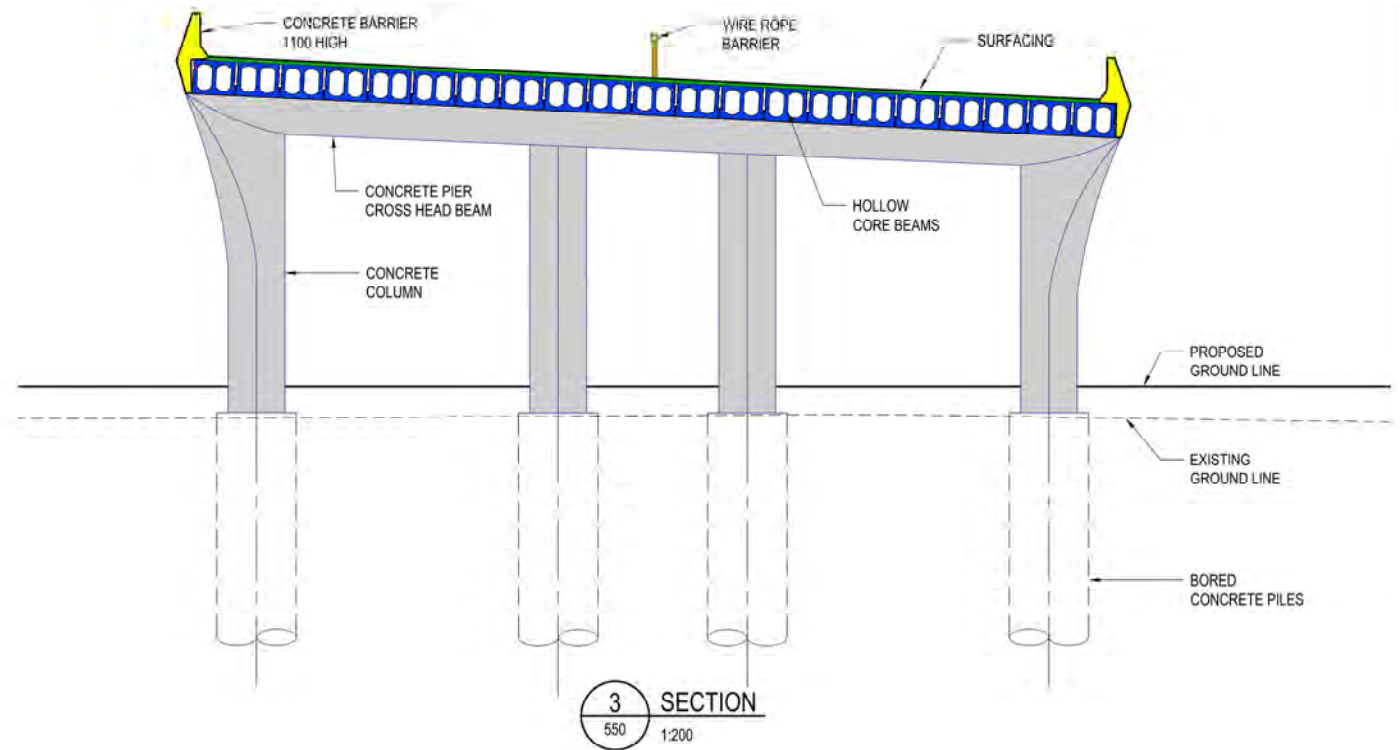 CONCRETE BARRIER
1100 HIGH
WIRE ROPE
BARRIER
SURFACING
CONCRETE PIER
CROSS HEAD BEAM
HOLLOW
CORE BEAMS
CONCRETE
COLUMN
PROPOSED
GROUND LINE
EXISTING
GROUND LINE
BORED
CONCRETE PILES
3 SECTION
550 1:200